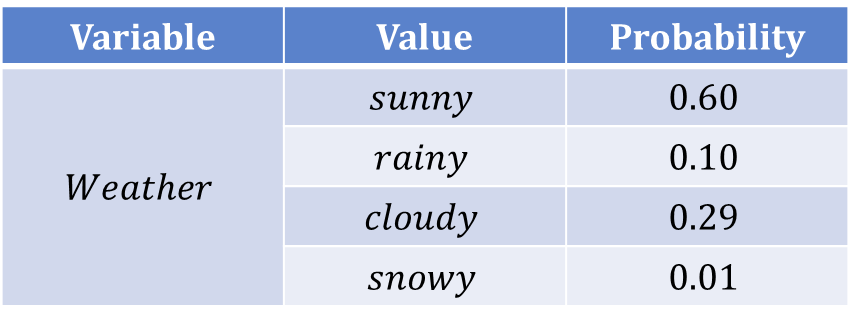 Variable Value Probability
sunny 0.60
rainy 0.10
Weather
cloudy 0.29
snowy 0.01